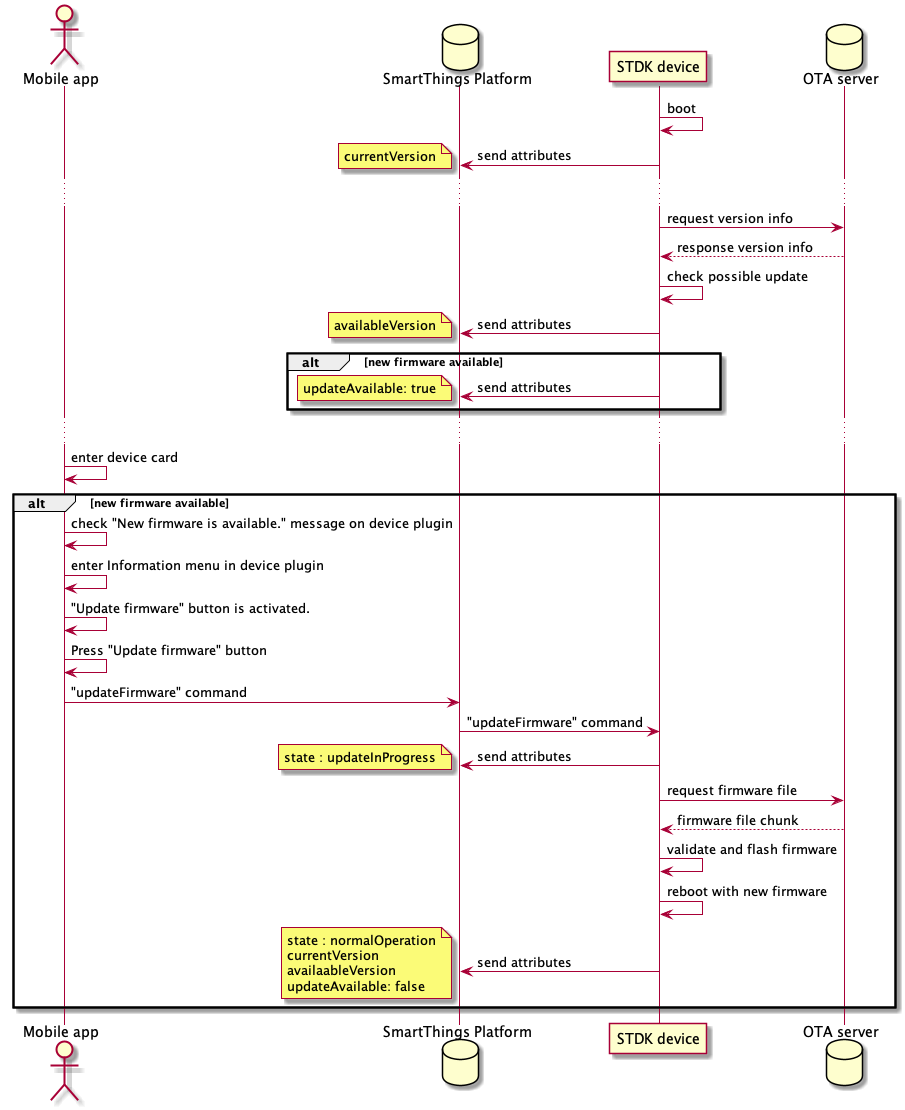 Mobile app
SmartThings Platform
STDK device
OTA server
boot
currentVersion
send attributes
request version info
response version info
check possible update
availableVersion
send attributes
alt
[new firmware available]
updateAvailable: true
send attributes
enter device card
alt
[new firmware available]
check "New firmware is available." message on device plugin
enter Information menu in device plugin
"Update firmware" button is activated.
Press "Update firmware" button
"updateFirmware" command
"updateFirmware" command
state : updateInProgress
send attributes
request firmware file
firmware file chunk
validate and flash firmware
reboot with new firmware
state : normalOperation
currentVersion
availaableVersion
updateAvailable: false
send attributes
Mobile app
SmartThings Platform
STDK device
OTA server